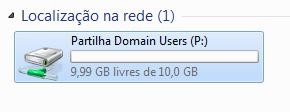 Localização na rede (1)
Partilha Domain Users (P:)
9,99 GB livres de 10,0 GB